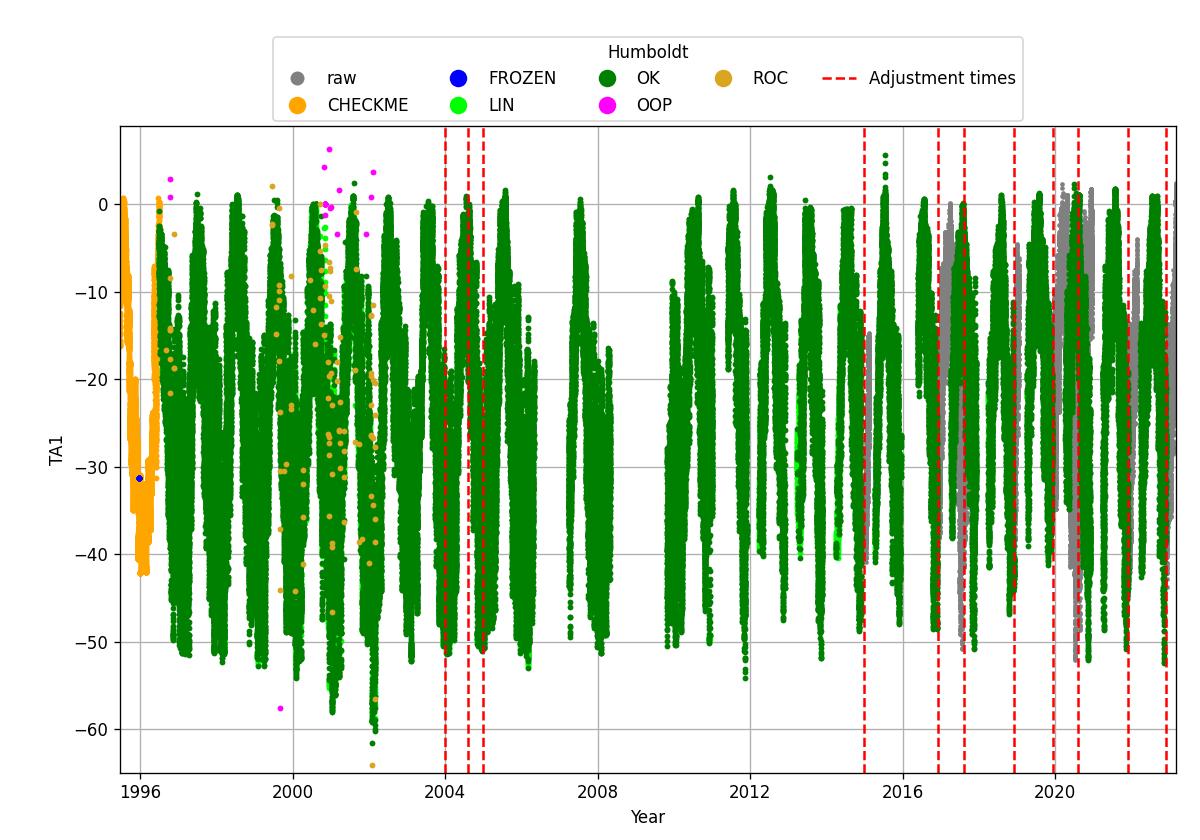 Humboldt
raw
FROZEN
OK
ROC
Adjustment times
CHECKME
LIN
OOP
0
−10
−20
−30
−40
−50
−60
TA1
1996
2000
2004
2008
2012
2016
2020
Year